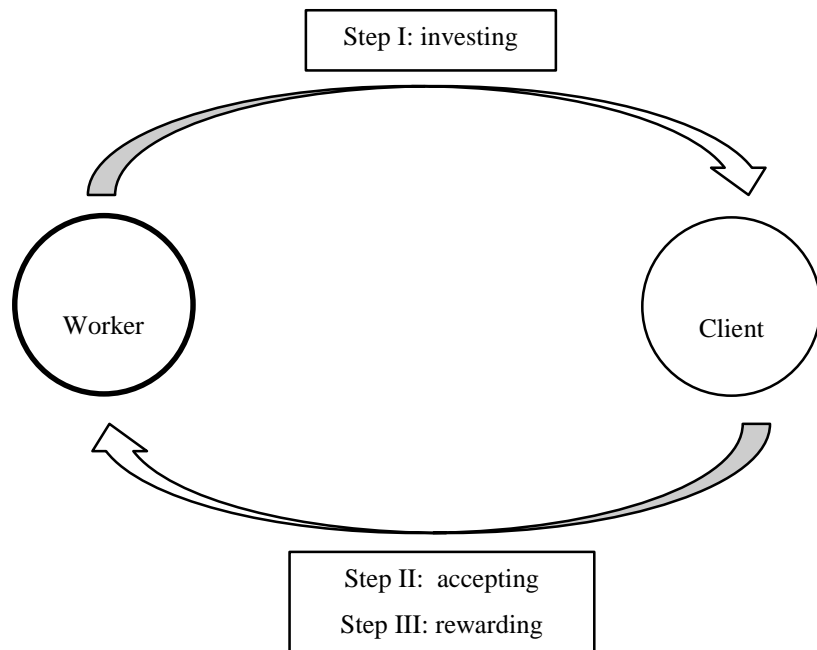 Step I: investing
Worker
Client
Step II:  accepting
Step III: rewarding